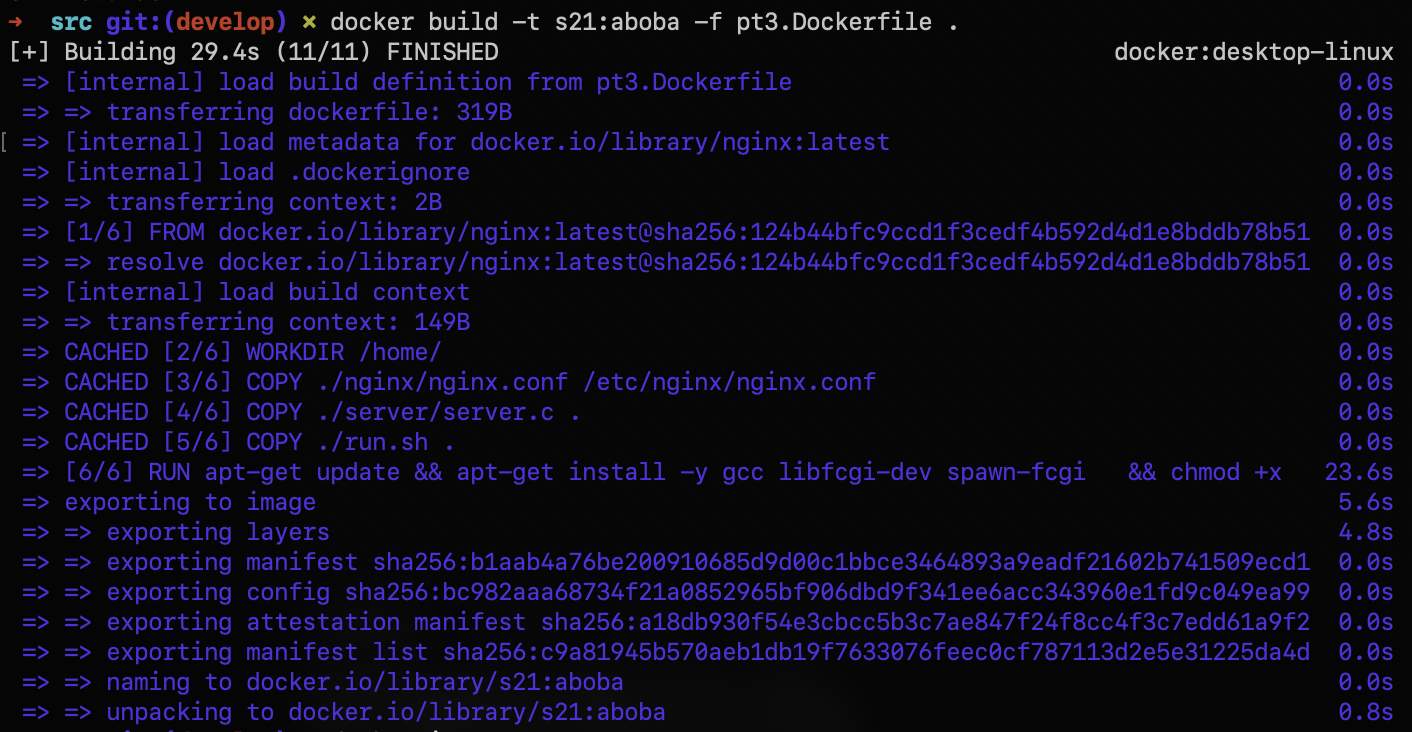 ➜ src git:(develop) × docker build -t s21:aboba -f pt3.Dockerfile .
[+] Building 29.4s (11/11) FINISHED docker:desktop-linux
=> [internal] load build definition from pt3.Dockerfile 0.0s
=> => transferring dockerfile: 319B 0.0s
[ => [internal] load metadata for docker.io/library/nginx:latest 0.0s
=> [internal] load .dockerignore 0.0s
=> => transferring context: 2B 0.0s
=> [1/6] FROM docker.io/library/nginx:latest@sha256:124b44bfc9ccd1f3cedf4b592d4d1e8bddb78b51 0.0s
=> => resolve docker.io/library/nginx:latest@sha256:124b44bfc9ccd1f3cedf4b592d4d1e8bddb78b51 0.0s
=> [internal] load build context 0.0s
=> => transferring context: 149B 0.0s
=> CACHED [2/6] WORKDIR /home/ 0.0s
=> CACHED [3/6] COPY ./nginx/nginx.conf /etc/nginx/nginx.conf 0.0s
=> CACHED [4/6] COPY ./server/server.c . 0.0s
=> CACHED [5/6] COPY ./run.sh . 0.0s
=> [6/6] RUN apt-get update && apt-get install -y gcc libfcgi-dev spawn-fcgi && chmod +x 23.6s
=> exporting to image 5.6s
=> => exporting layers 4.8s
=> => exporting manifest sha256:b1aab4a76be200910685d9d00c1bbce3464893a9eadf21602b741509ecd1 0.0s
=> => exporting config sha256:bc982aaa68734f21a0852965bf906dbd9f341ee6acc343960e1fd9c049ea99 0.0s
=> => exporting attestation manifest sha256:a18db930f54e3cbcc5b3c7ae847f24f8cc4f3c7edd61a9f2 0.0s
=> => exporting manifest list sha256:c9a81945b570aeb1db19f7633076feec0cf787113d2e5e31225da4d 0.0s
=> => naming to docker.io/library/s21:aboba 0.0s
=> => unpacking to docker.io/library/s21:aboba 0.8s